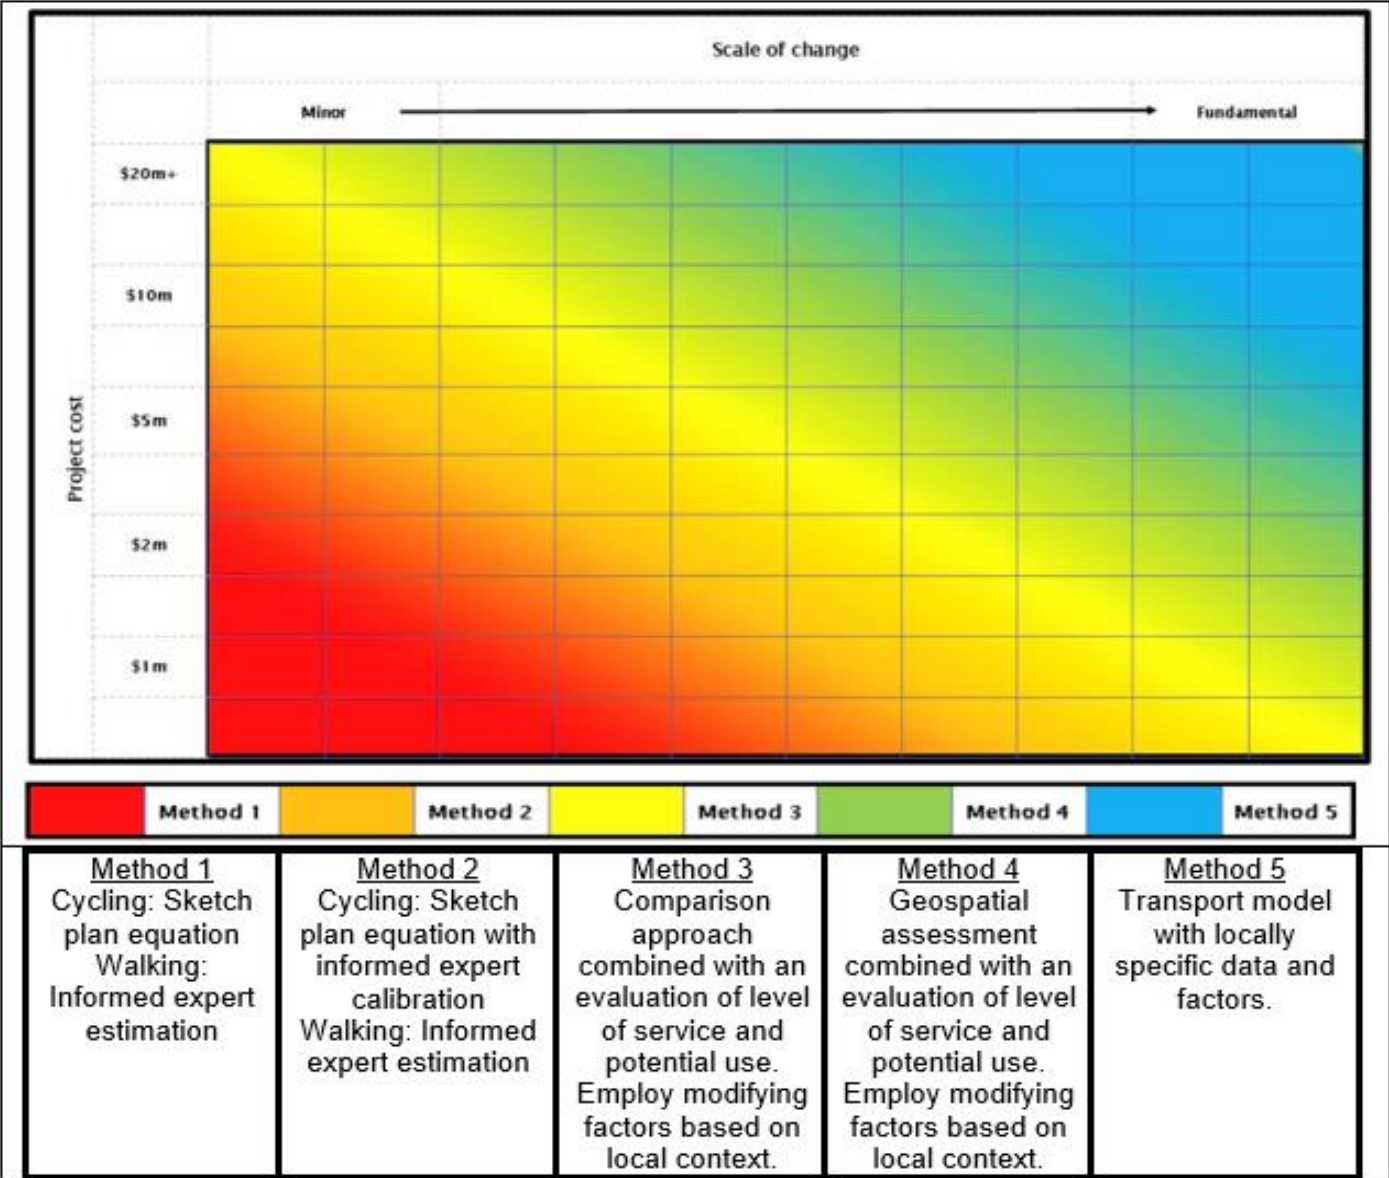 Scale of change
Minor
Fundamental
$20m+
$10m
$5m
$2m
$1m
Project cost
Method 1
Method 2
Method 3
Method 4
Method 5
Method 1
Cycling: Sketch
plan equation
Walking:
Informed expert
estimation
Method 2
Cycling: Sketch
plan equation with
informed expert
calibration
Walking: Informed
expert estimation
Method 3
Comparison
approach
combined with an
evaluation of level
of service and
potential use.
Employ modifying
factors based on
local context.
Method 4
Geospatial
assessment
combined with an
evaluation of level
of service and
potential use.
Employ modifying
factors based on
local context.
Method 5
Transport model
with locally
specific data and
factors.